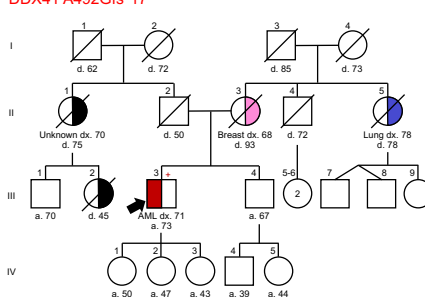 1 2 3 4
I
d. 62 d. 72 d. 85 d. 73
1 2 3 4 5
II
Unknown dx. 70 d. 50 Breast dx. 68 d. 72 Lung dx. 78
d. 75 d. 93 d. 78
1 2 3 + 4 5-6 7 8 9
III 2
a. 70 d. 45 AML dx. 71 a. 67
a. 73
1 2 3 4 5
IV
a. 50 a. 47 a. 43 a. 39 a. 44